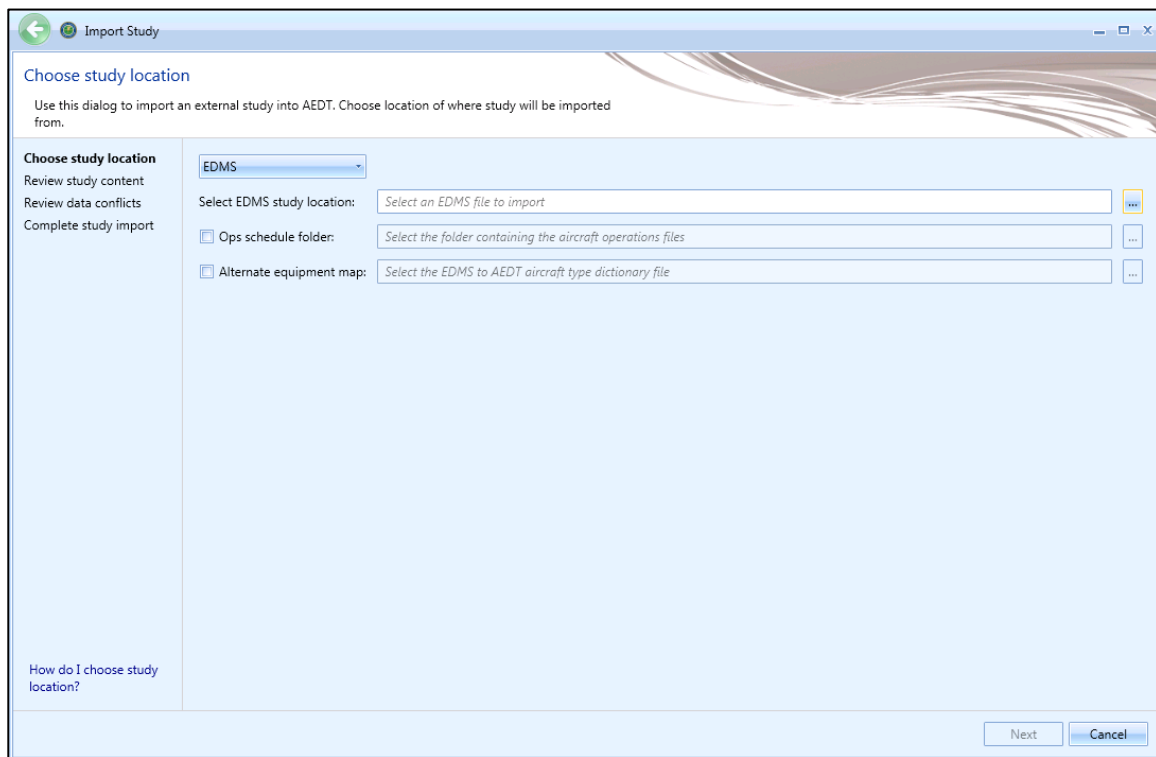 Import Study
Choose study location
Use this dialog to import an external study into AEDT. Choose location of where study will be imported
from.
Choose study location
Review study content
Review data conflicts
Complete study import
EDMS
Select EDMS study location: Select an EDMS file to import ...
Ops schedule folder: Select the folder containing the aircraft operations files ...
Alternate equipment map: Select the EDMS to AEDT aircraft type dictionary file ...
How do I choose study
location?
Next Cancel